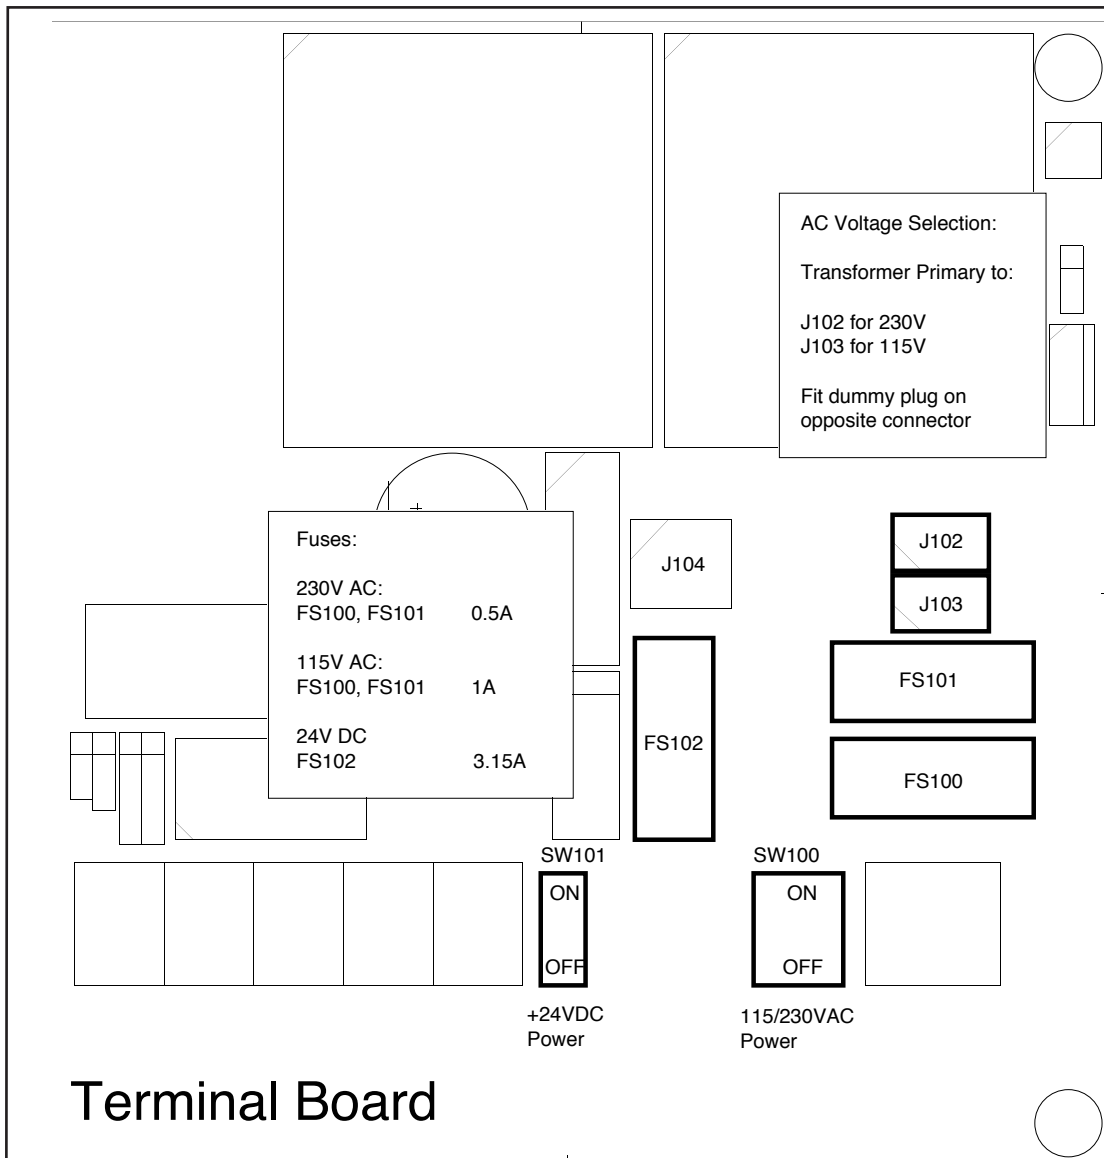 AC Voltage Selection:
Transformer Primary to:
J102 for 230V
J103 for 115V
Fit dummy plug on
opposite connector
Fuses:
230V AC:
FS100, FS101 0.5A
115V AC:
FS100, FS101 1A
24V DC
FS102 3.15A
J104
J102
J103
FS101
FS102
FS100
SW101
ON
OFF
+24VDC
Power
SW100
ON
OFF
115/230VAC
Power
Terminal Board